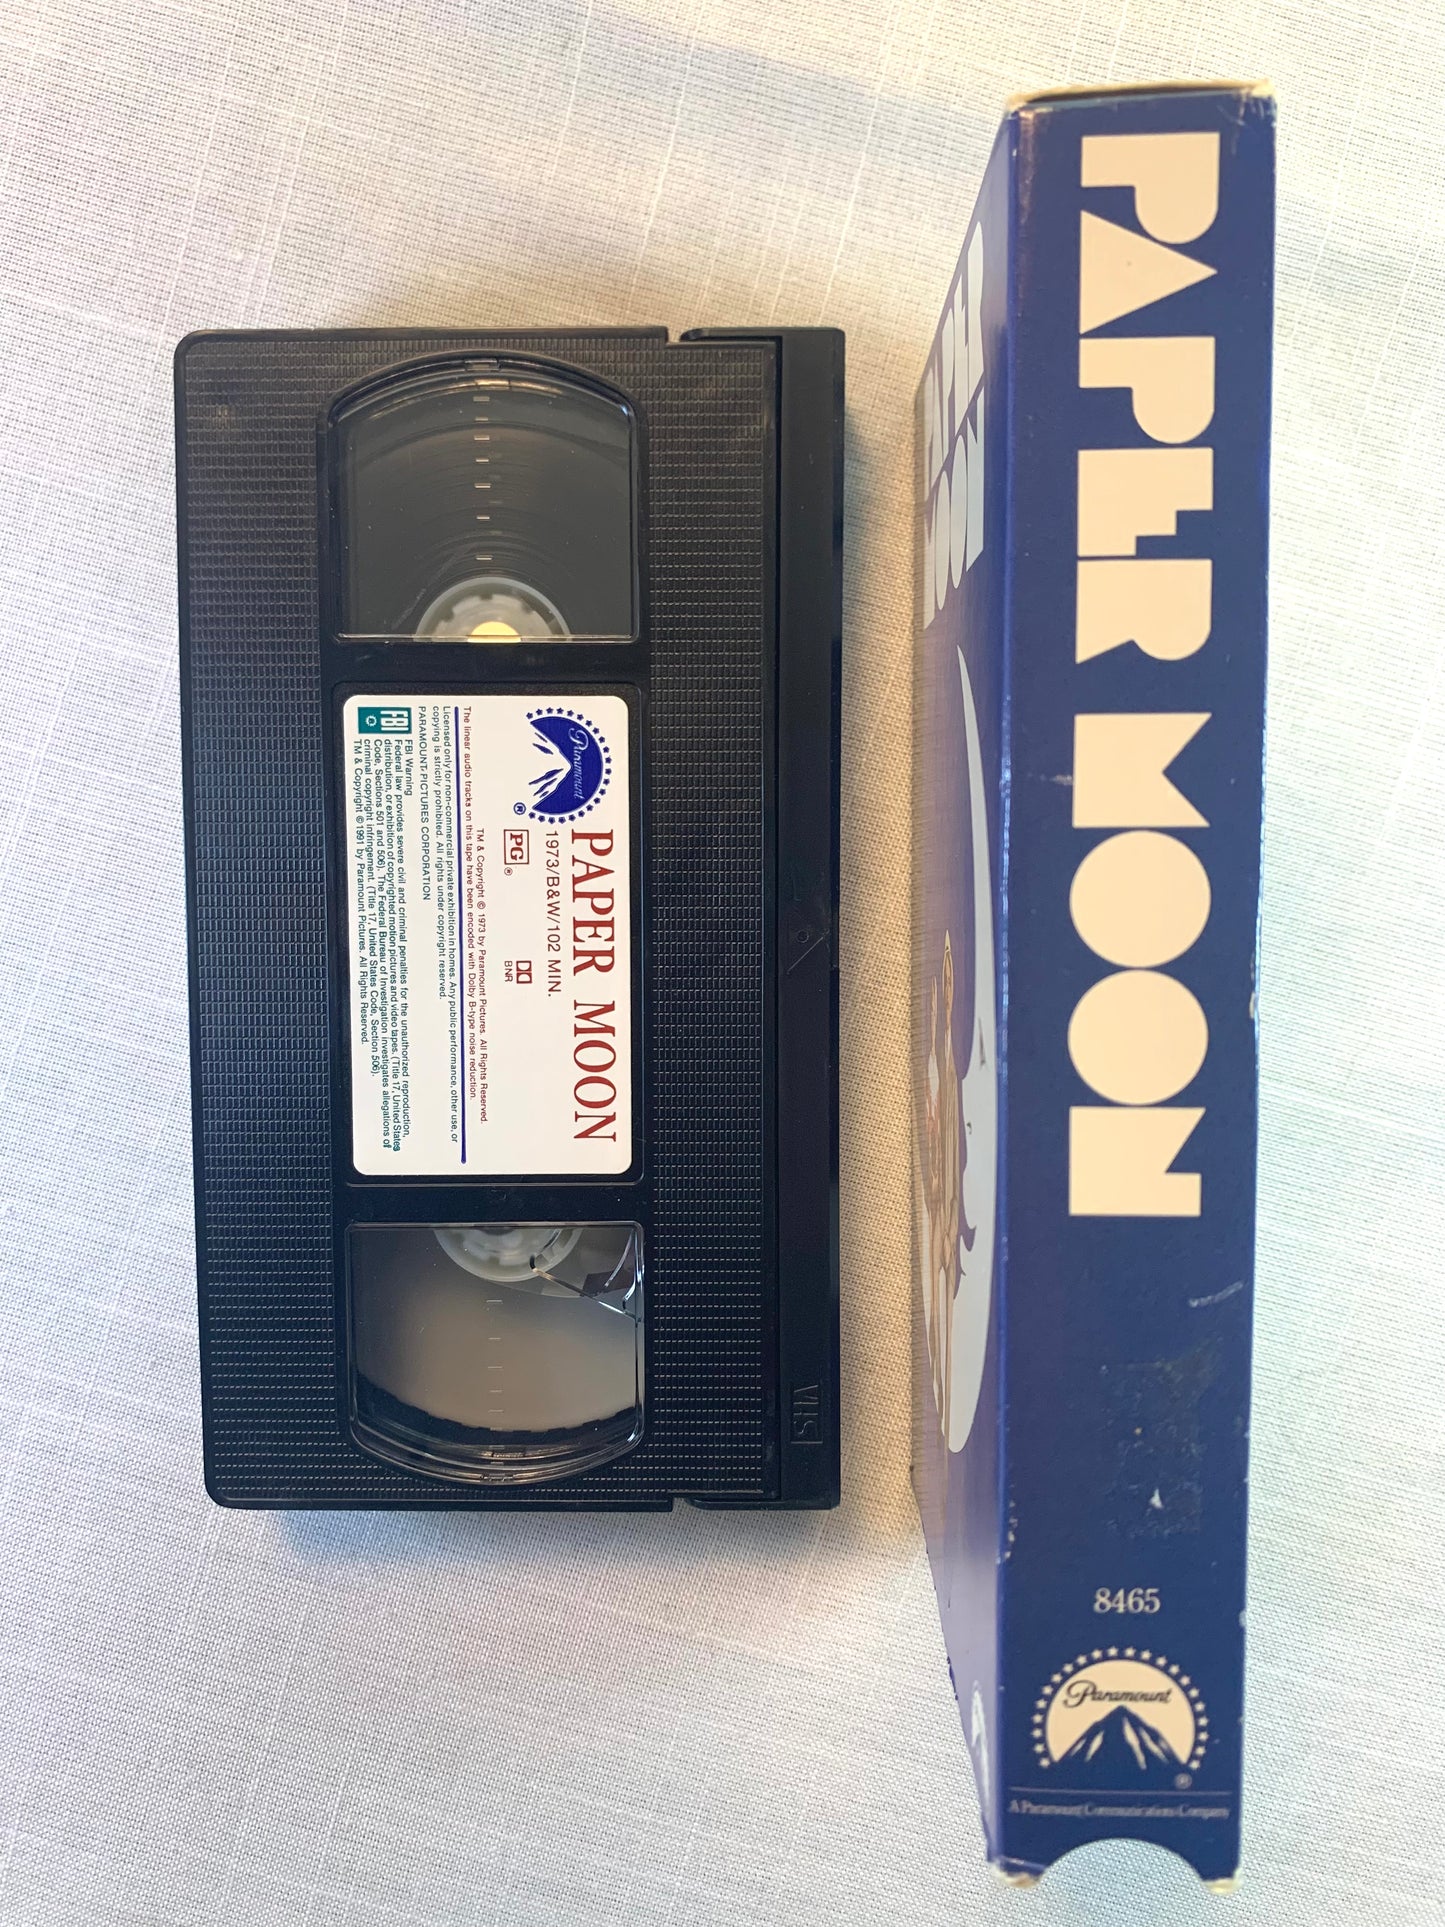 Paramount
®
PAPER MOON
1973/B&W/102 MIN.
PG ®
BNR
TM & Copyright © 1973 by Paramount Pictures. All Rights Reserved.
The linear audio tracks on this tape have been encoded with Dolby B-type noise reduction.
Licensed only for non-commercial private exhibition in homes. Any public performance, other use, or
copying is strictly prohibited. All rights under copyright reserved.
PARAMOUNT PICTURES CORPORATION
FBI
FBI Warning
Federal law provides severe civil and criminal penalties for the unauthorized reproduction,
distribution, or exhibition of copyrighted motion pictures and video tapes. (Title 17, United States
Code, Sections 501 and 506). The Federal Bureau of Investigation investigates allegations of
criminal copyright infringement. (Title 17, United States Code, Section 506).
TM & Copyright © 1991 by Paramount Pictures. All Rights Reserved.
VHS
PAPER
MOON
PAPER MOON
8465
Paramount
®
A Paramount Communications Company